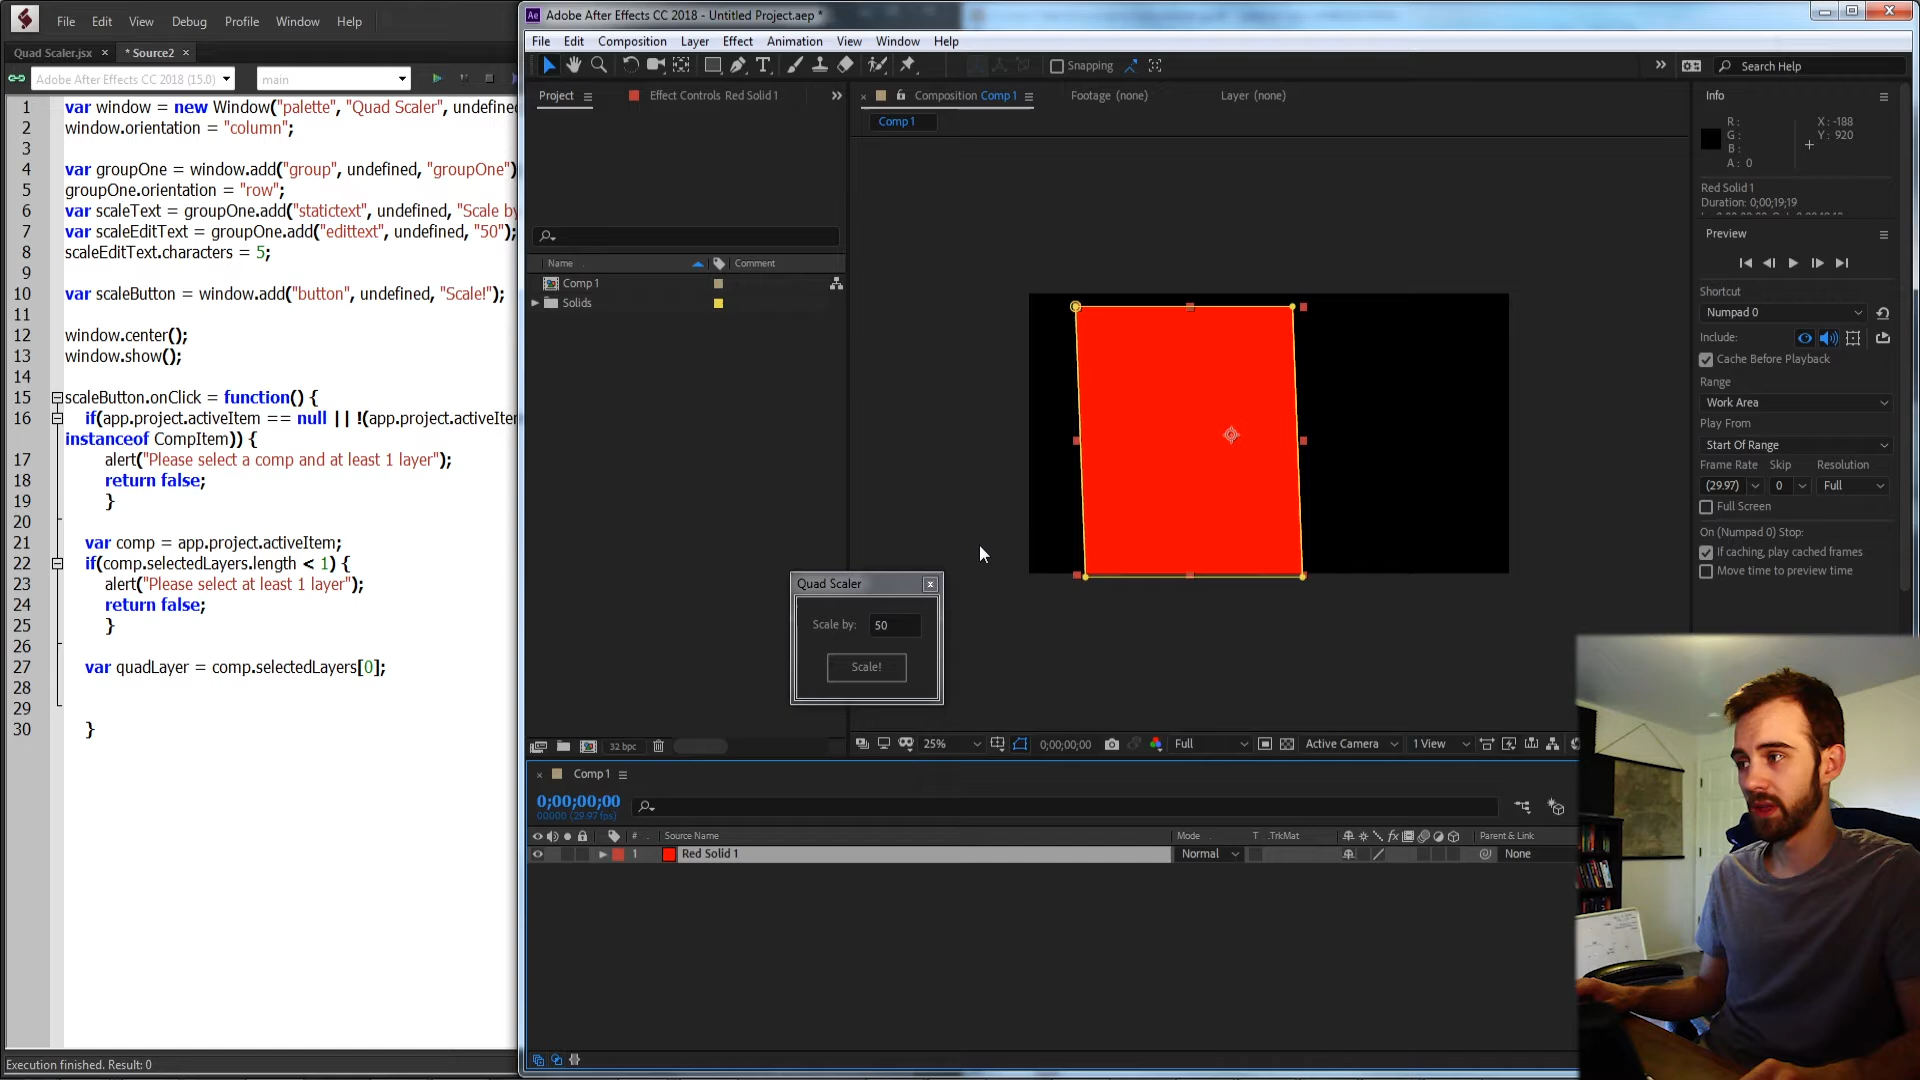 File Edit View Debug Profile Window Help
Quad Scaler.jsx × * Source2 ×
Adobe After Effects CC 2018 (15.0) main
1 var window = new Window("palette", "Quad Scaler", undefined
2 window.orientation = "column";
3
4 var groupOne = window.add("group", undefined, "groupOne")
5 groupOne.orientation = "row";
6 var scaleText = groupOne.add("statictext", undefined, "Scale by
7 var scaleEditText = groupOne.add("edittext", undefined, "50");
8 scaleEditText.characters = 5;
9
10 var scaleButton = window.add("button", undefined, "Scale!");
11
12 window.center();
13 window.show();
14
15 scaleButton.onClick = function() {
16 if(app.project.activeItem == null || !(app.project.activeItem
instanceof CompItem)) {
17 alert("Please select a comp and at least 1 layer");
18 return false;
19 }
20
21 var comp = app.project.activeItem;
22 if(comp.selectedLayers.length < 1) {
23 alert("Please select at least 1 layer");
24 return false;
25 }
26
27 var quadLayer = comp.selectedLayers[0];
28
29
30 }
Execution finished. Result: 0
Ae Adobe After Effects CC 2018 - Untitled Project.aep *
File Edit Composition Layer Effect Animation View Window Help
Snapping
Search Help
Project Effect Controls Red Solid 1
Name Comment
Comp 1
Solids
32 bpc
Composition Comp 1 Footage (none) Layer (none)
Comp 1
Quad Scaler x
Scale by: 50
Scale!
25% 0;00;00;00 Full Active Camera 1 View
Info
R :
G :
B :
A : 0
X : -188
Y : 920
Red Solid 1
Duration: 0;00;19;19
Preview
Shortcut
Numpad 0
Include:
Cache Before Playback
Range
Work Area
Play From
Start Of Range
Frame Rate Skip Resolution
(29.97) 0 Full
Full Screen
On (Numpad 0) Stop:
If caching, play cached frames
Move time to preview time
Comp 1
0;00;00;00
00000 (29.97 fps)
# Source Name Mode T .TrkMat Parent & Link
1 Red Solid 1 Normal None